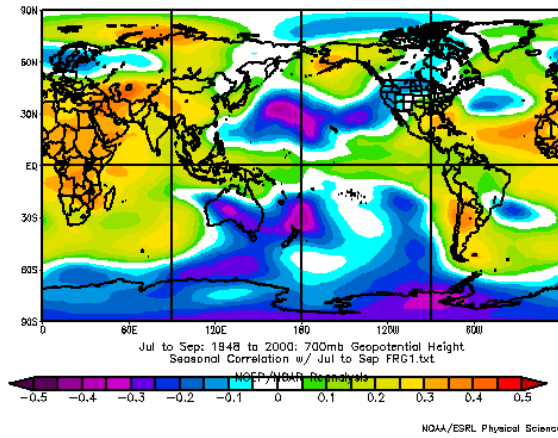 90N
60N
30N
EQ
30S
60S
90S
0 60E 120E 180 120W 60W
Jul to Sep: 1948 to 2000: 700mb Geopotential Height
Seasonal Correlation w/ Jul to Sep FRG1.txt
NCEP/NCAR Reanalysis
-0.5 -0.4 -0.3 -0.2 -0.1 0 0.1 0.2 0.3 0.4 0.5
NOAA/ESRL Physical Science